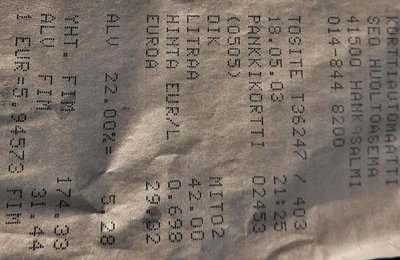 KORTTIAUTOMAATTI
SEO HUOLTOASEMA
41500 HANKASALMI
014-844 8200
TOSITE T36247 / 403
18.05.03 21:25
PANKKIKORTTI 02453
(0505)
DIK MITO2
LITRAA 42.00
HINTA EUR/L 0.698
EUROA 29.32
ALV 22.00%= 5.28
YHT. FIM 174.33
ALV FIM 31.44
1 EUR=5.94573 FIM